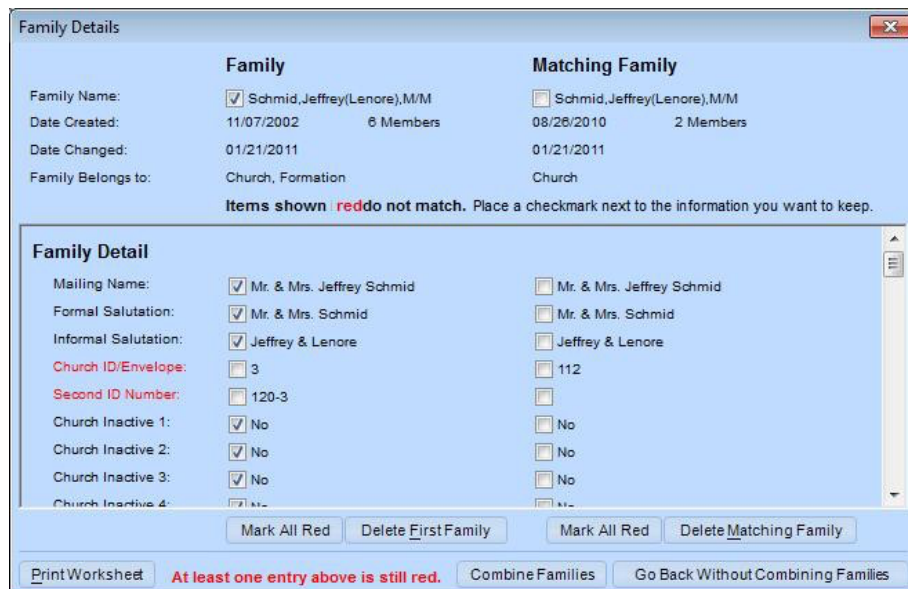 Family Details
Family Matching Family
Family Name: Schmid,Jeffrey(Lenore),M/M Schmid,Jeffrey(Lenore),M/M
Date Created: 11/07/2002 6 Members 08/26/2010 2 Members
Date Changed: 01/21/2011 01/21/2011
Family Belongs to: Church, Formation Church
Items shown reddo not match. Place a checkmark next to the information you want to keep.
Family Detail
Mailing Name: Mr. & Mrs. Jeffrey Schmid Mr. & Mrs. Jeffrey Schmid
Formal Salutation: Mr. & Mrs. Schmid Mr. & Mrs. Schmid
Informal Salutation: Jeffrey & Lenore Jeffrey & Lenore
Church ID/Envelope: 3 112
Second ID Number: 120-3
Church Inactive 1: No No
Church Inactive 2: No No
Church Inactive 3: No No
Church Inactive 4: No No
Mark All Red Delete First Family Mark All Red Delete Matching Family
Print Worksheet At least one entry above is still red. Combine Families Go Back Without Combining Families